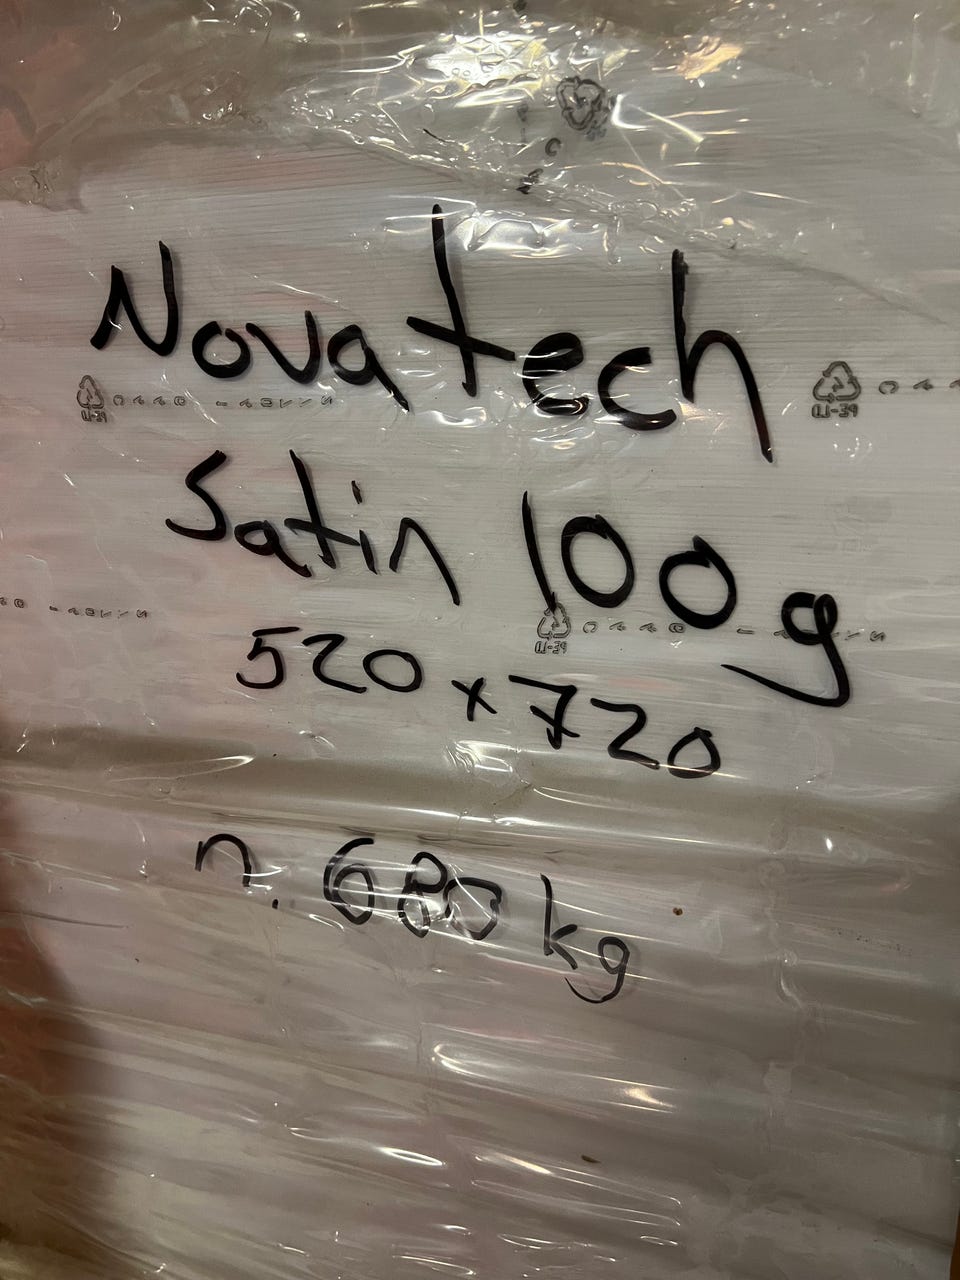 Novatech
Satin 100g
520 x 720
n. 680 kg